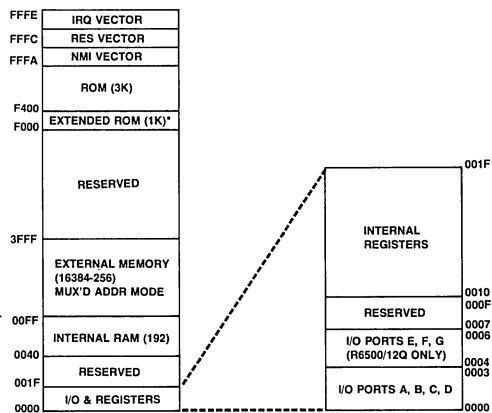 FFFE
IRQ VECTOR
FFFC
RES VECTOR
FFFA
NMI VECTOR
ROM (3K)
F400
EXTENDED ROM (1K)*
F000
RESERVED
3FFF
EXTERNAL MEMORY
(16384-256)
MUX'D ADDR MODE
00FF
INTERNAL RAM (192)
0040
RESERVED
001F
I/O & REGISTERS
0000
001F
INTERNAL
REGISTERS
0010
000F
RESERVED
0007
0006
I/O PORTS E, F, G
(R6500/12Q ONLY)
0004
0003
I/O PORTS A, B, C, D
0000